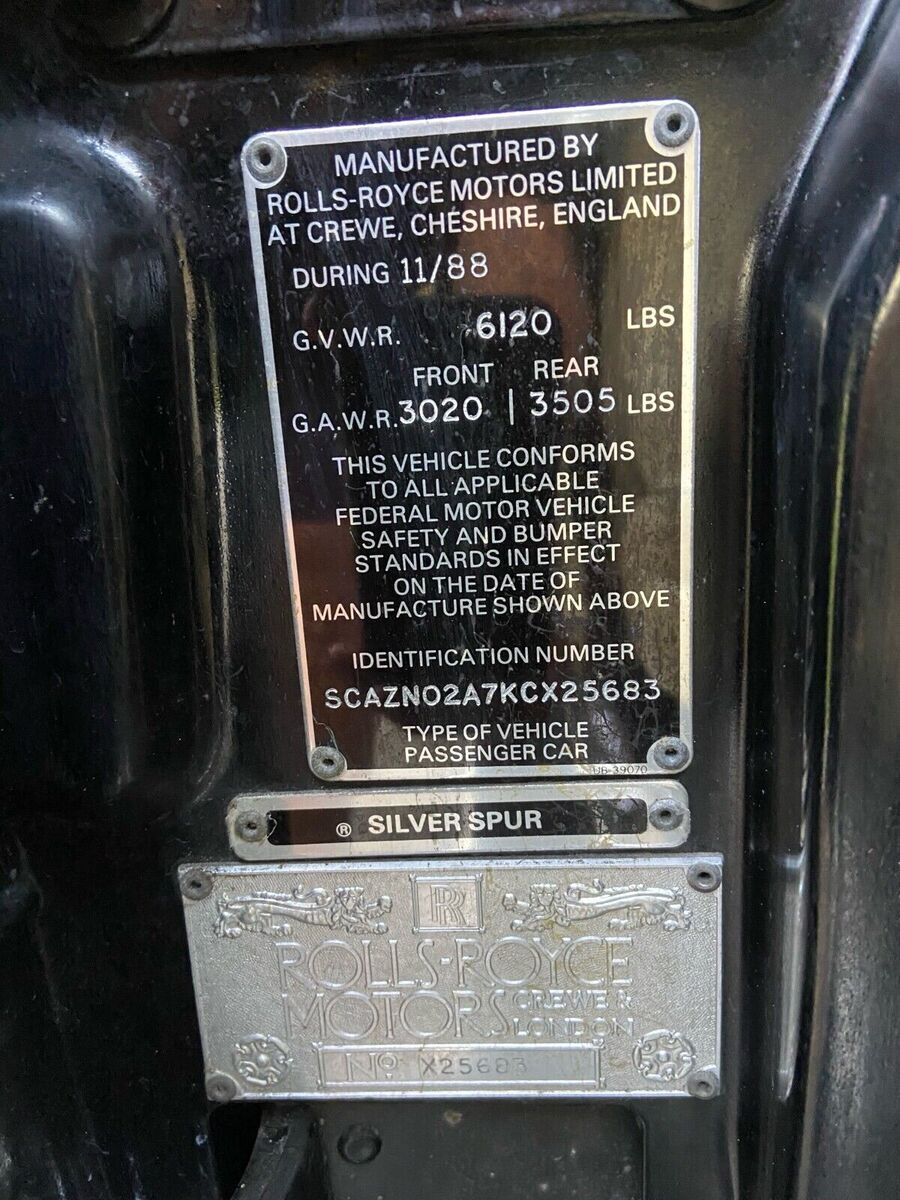 MANUFACTURED BY
ROLLS-ROYCE MOTORS LIMITED
AT CREWE, CHESHIRE, ENGLAND
DURING 11/88
G.V.W.R. 6120 LBS
FRONT REAR
G.A.W.R. 3020 | 3505 LBS
THIS VEHICLE CONFORMS
TO ALL APPLICABLE
FEDERAL MOTOR VEHICLE
SAFETY AND BUMPER
STANDARDS IN EFFECT
ON THE DATE OF
MANUFACTURE SHOWN ABOVE
IDENTIFICATION NUMBER
SCAZN02A7KCX25683
TYPE OF VEHICLE
PASSENGER CAR
UB-39070
® SILVER SPUR
RR
ROLLS-ROYCE
MOTORS CREWE &
LONDON
No X25683